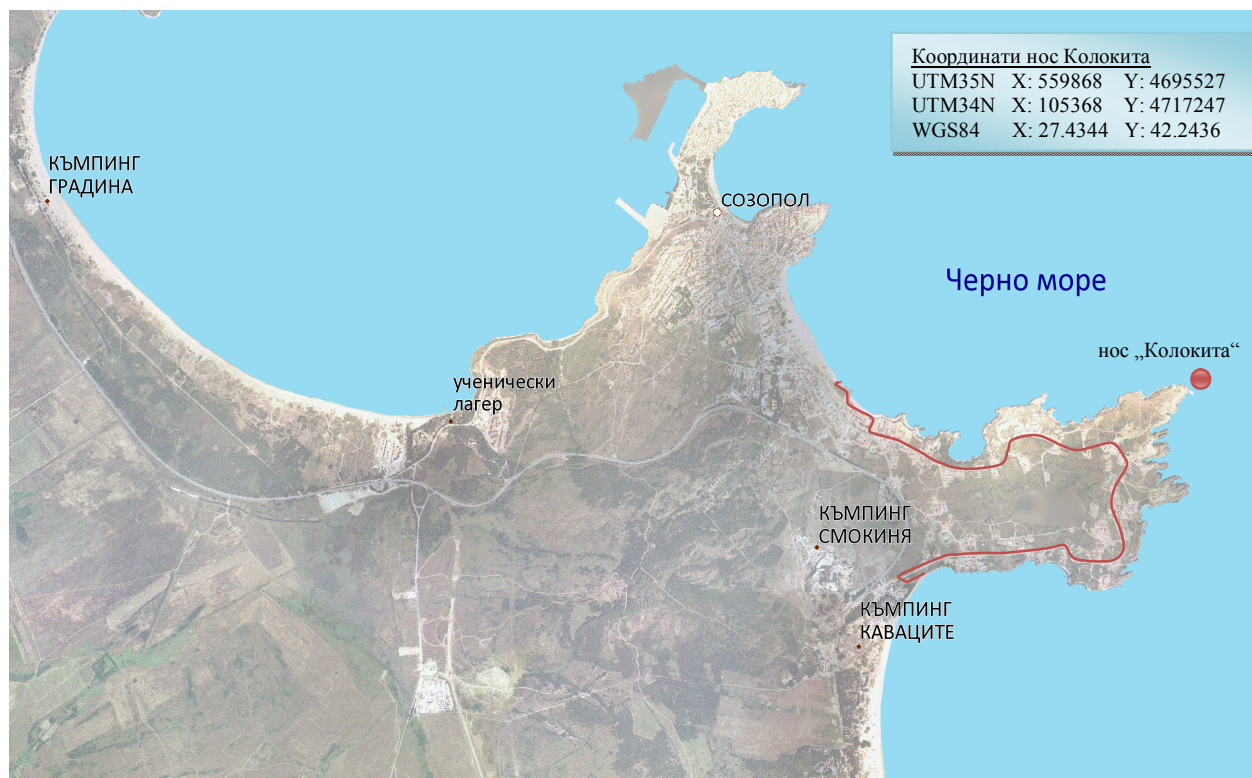 Координати нос Колокита
UTM35N X: 559868 Y: 4695527
UTM34N X: 105368 Y: 4717247
WGS84 X: 27.4344 Y: 42.2436
КЪМПИНГ
ГРАДИНА
СОЗОПОЛ
Черно море
нос „Колокита“
ученически
лагер
КЪМПИНГ
СМОКИНЯ
КЪМПИНГ
КАВАЦИТЕ